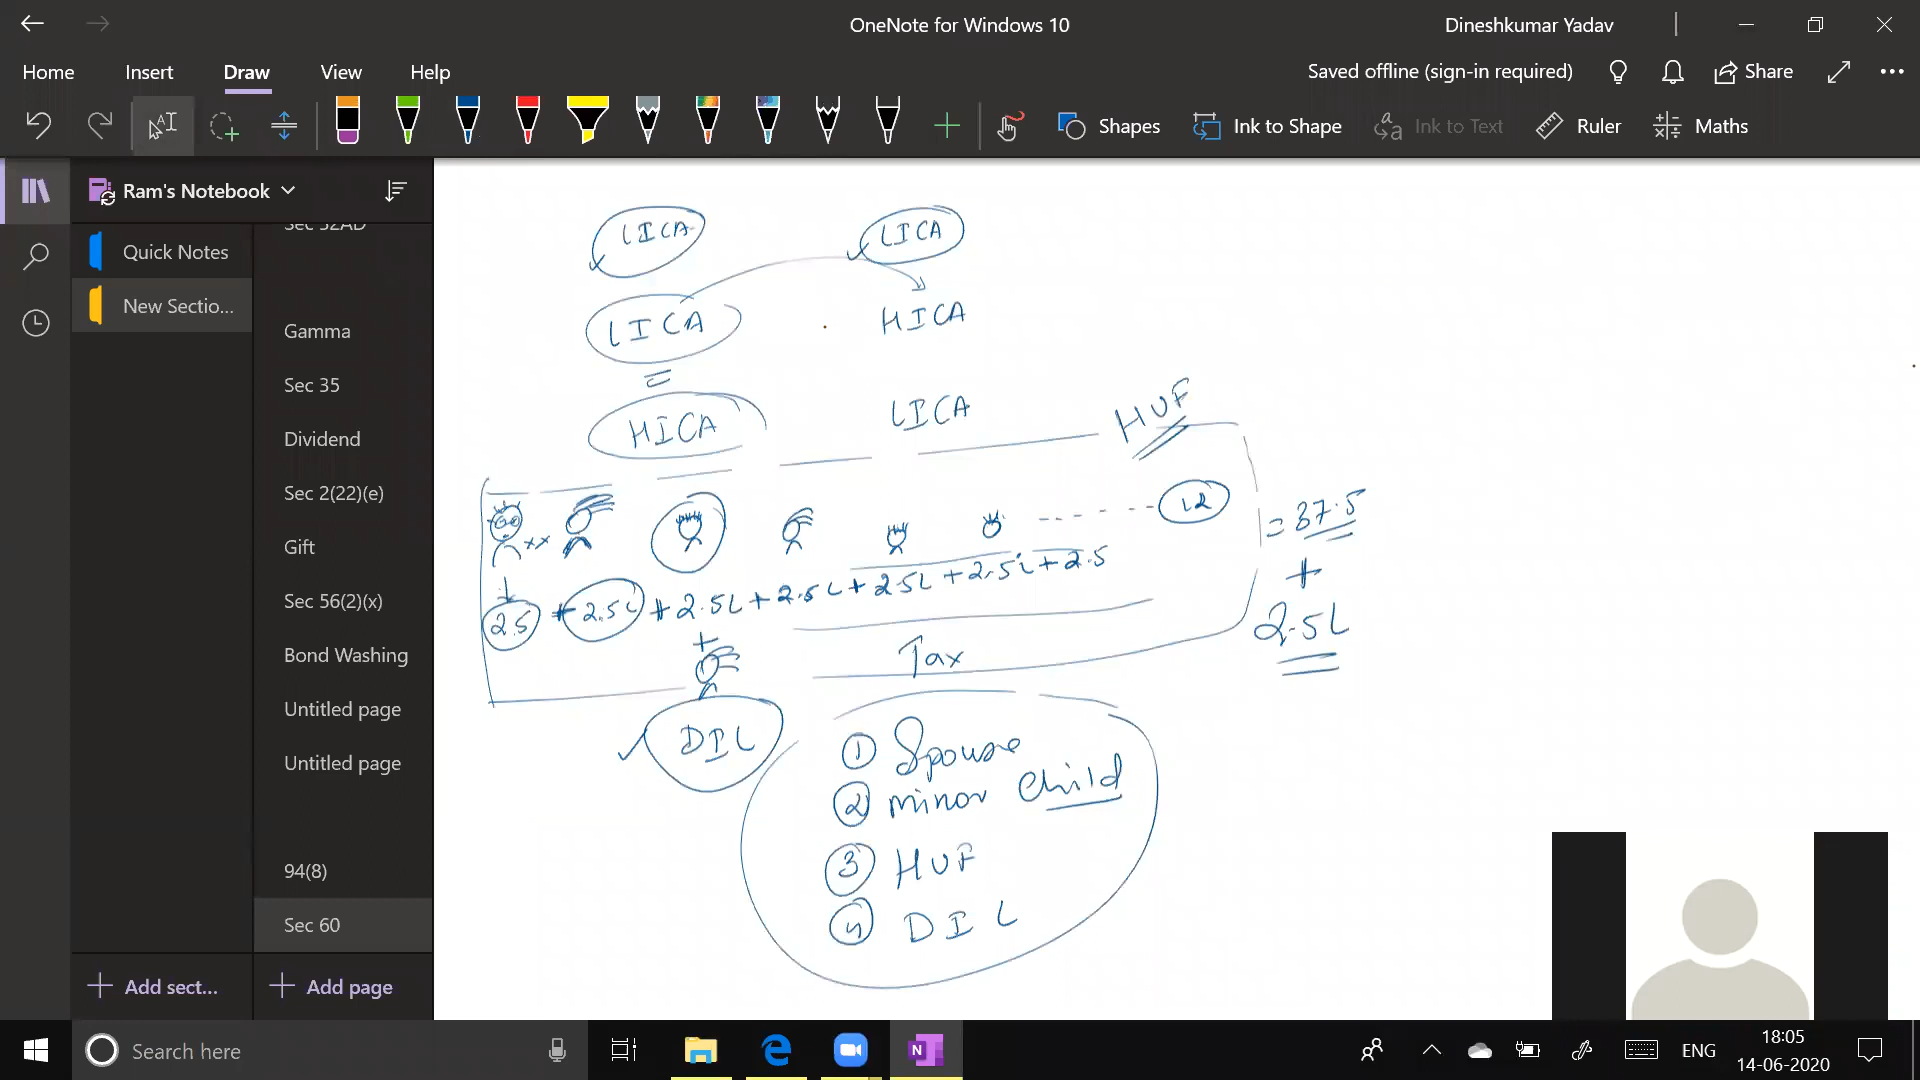 OneNote for Windows 10
Dineshkumar Yadav
Home Insert Draw View Help
Saved offline (sign-in required)
Share
Shapes
Ink to Shape
Ink to Text
Ruler
Maths
Ram's Notebook
Quick Notes
New Sectio...
Sec 32AD
Gamma
Sec 35
Dividend
Sec 2(22)(e)
Gift
Sec 56(2)(x)
Bond Washing
Untitled page
Untitled page
94(8)
Sec 60
Add sect...
Add page
LICA LICA
LICA HICA
=
HICA LICA
HUF
xx
12
= 37.5
+
2.5L
2.5 + 2.5L + 2.5L + 2.5L + 2.5L + 2.5L + 2.5
+
Tax
DIL
1 Spouse
2 minor child
3 HUF
4 DIL
Search here
ENG
18:05
14-06-2020